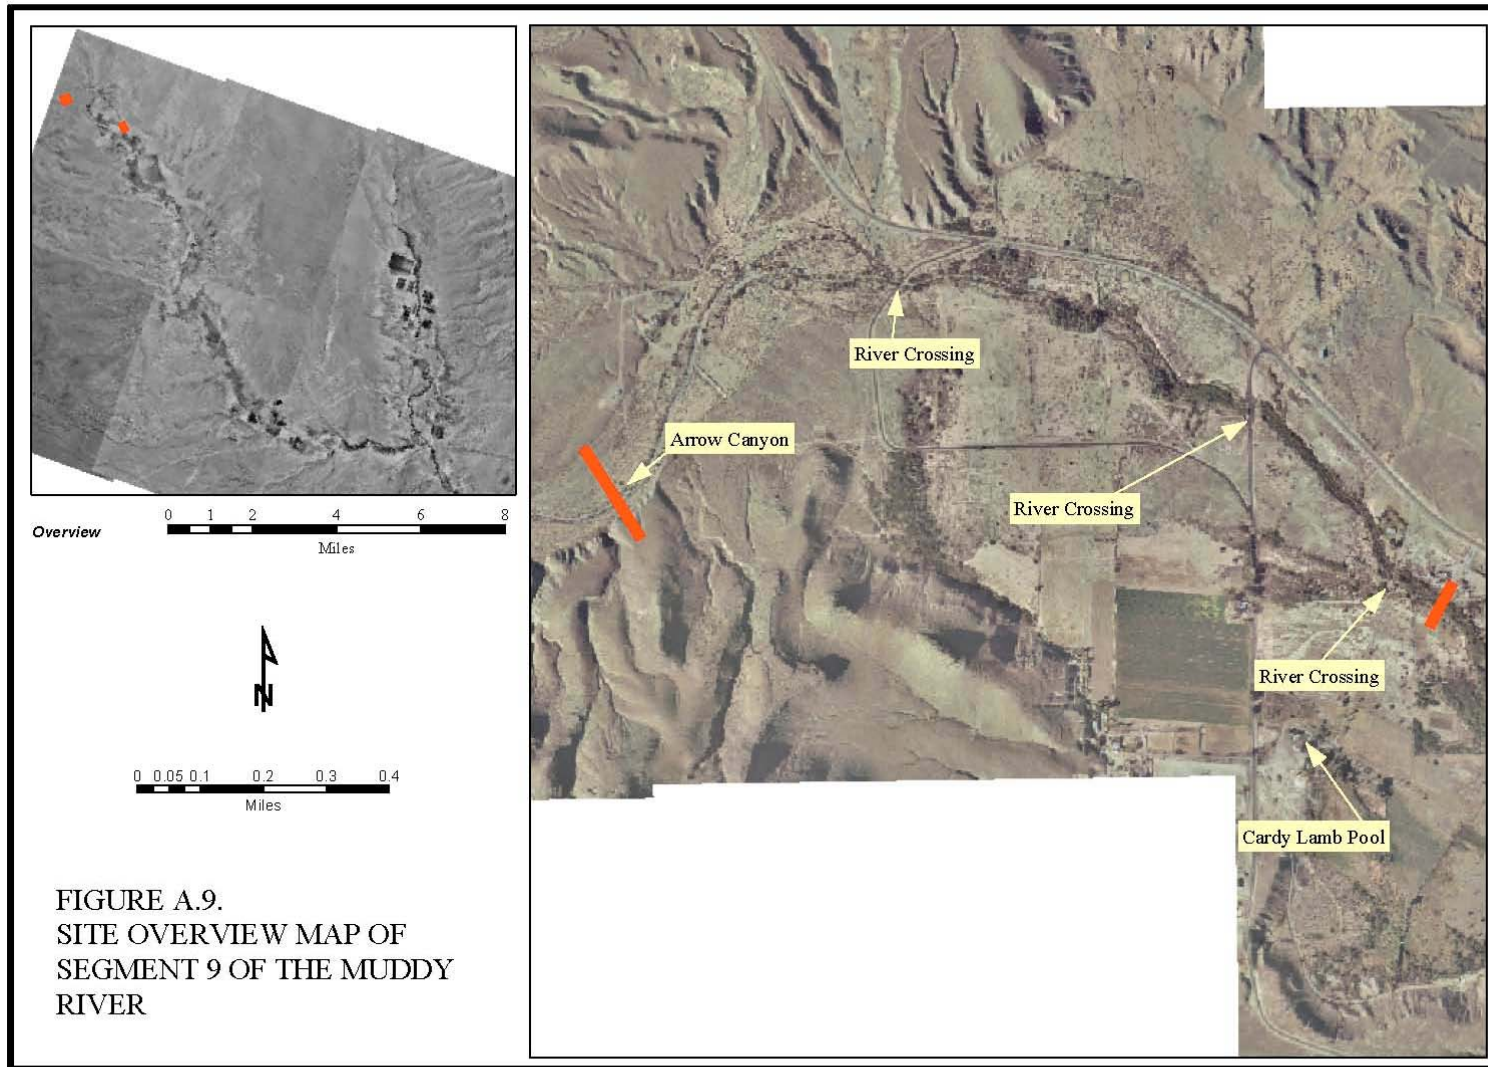 Overview
0 1 2 4 6 8
Miles
N
0 0.05 0.1 0.2 0.3 0.4
Miles
FIGURE A.9.
SITE OVERVIEW MAP OF
SEGMENT 9 OF THE MUDDY
RIVER
River Crossing
Arrow Canyon
River Crossing
River Crossing
Cardy Lamb Pool